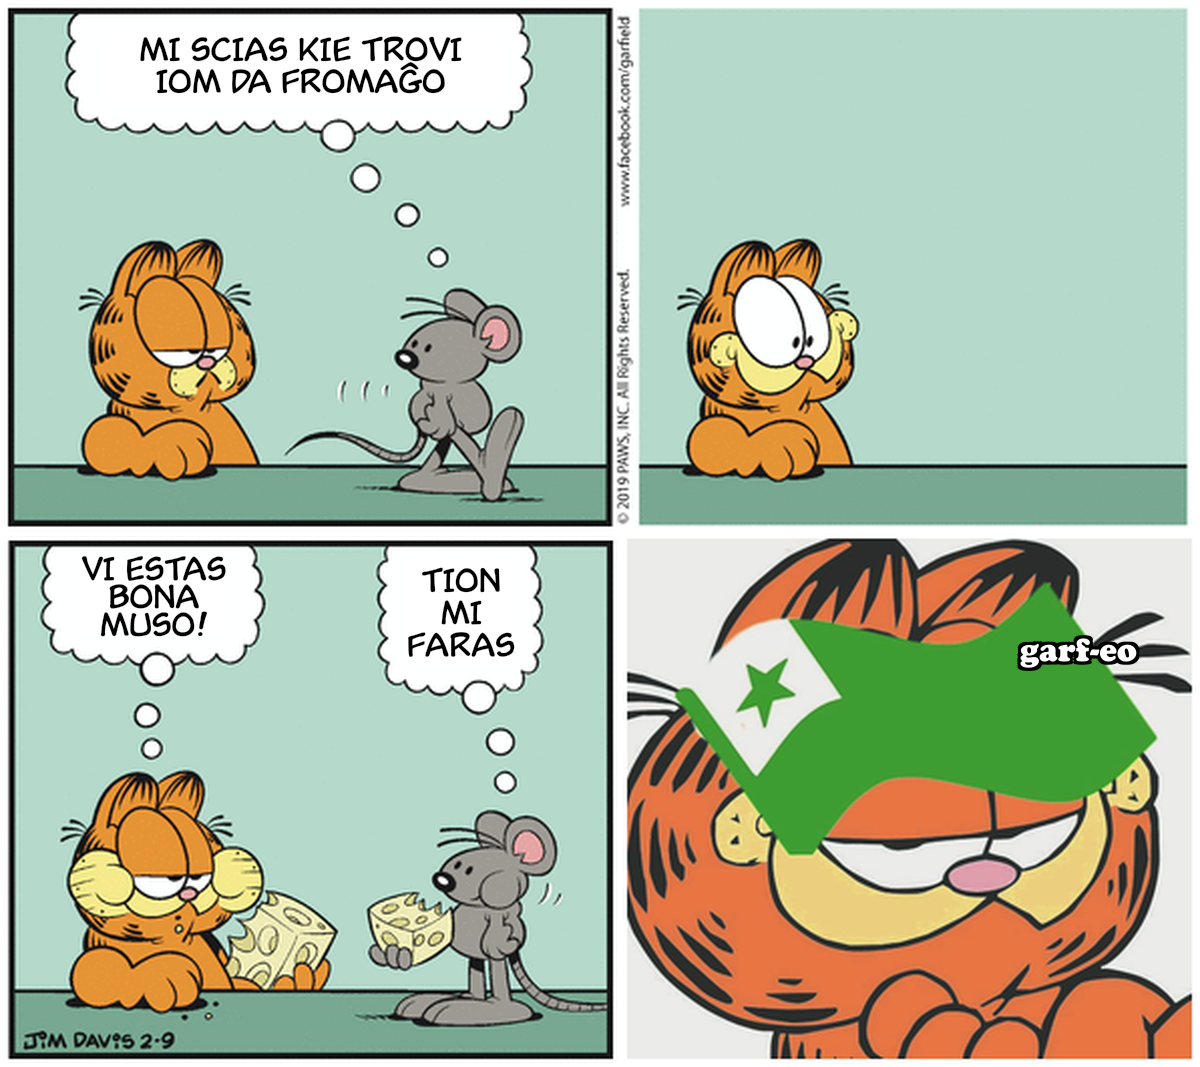 MI SCIAS KIE TROVI
IOM DA FROMAĜO
www.facebook.com/garfield
© 2019 PAWS, INC. All Rights Reserved.
VI ESTAS
BONA
MUSO!
TION
MI
FARAS
garf-eo
JIM DAVIS 2-9